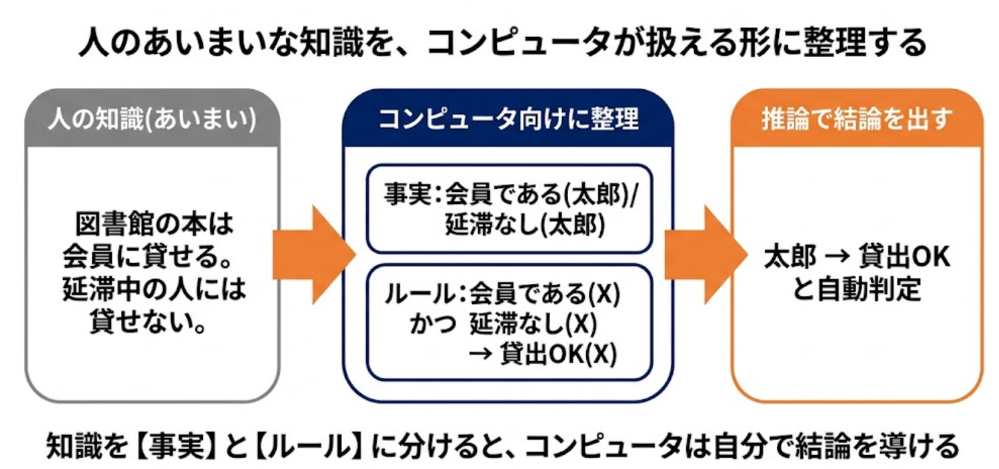 人のあいまいな知識を、コンピュータが扱える形に整理する
人の知識(あいまい)
図書館の本は
会員に貸せる。
延滞中の人には
貸せない。
コンピュータ向けに整理
事実：会員である(太郎)/
延滞なし(太郎)
ルール：会員である(X)
かつ 延滞なし(X)
→ 貸出OK(X)
推論で結論を出す
太郎 → 貸出OK
と自動判定
知識を【事実】と【ルール】に分けると、コンピュータは自分で結論を導ける